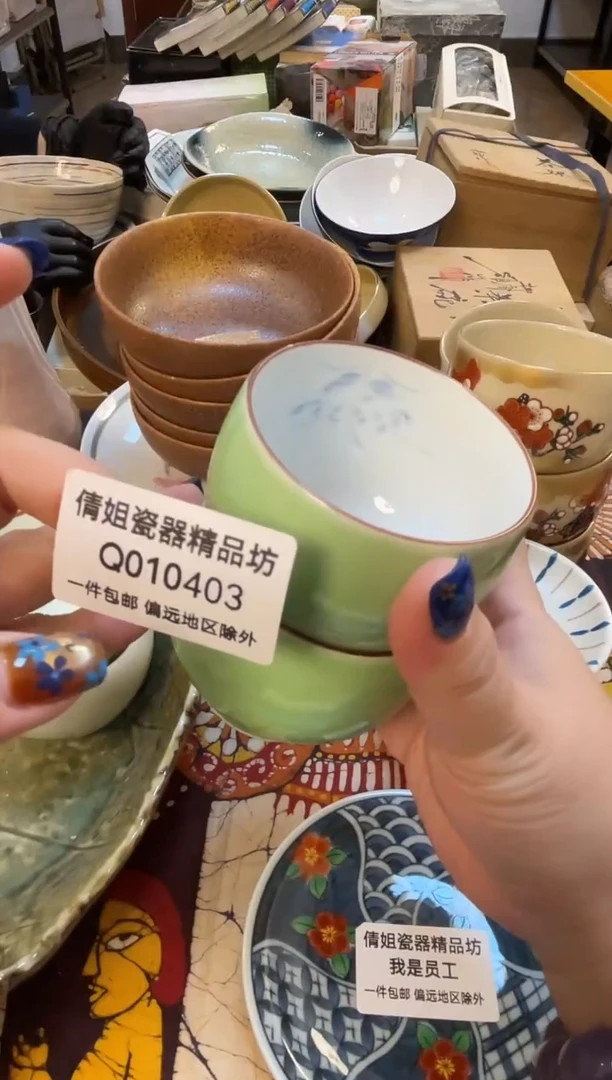 倩姐瓷器精品坊
Q010403
一件包邮 偏远地区除外
倩姐瓷器精品坊
我是员工
一件包邮 偏远地区除外